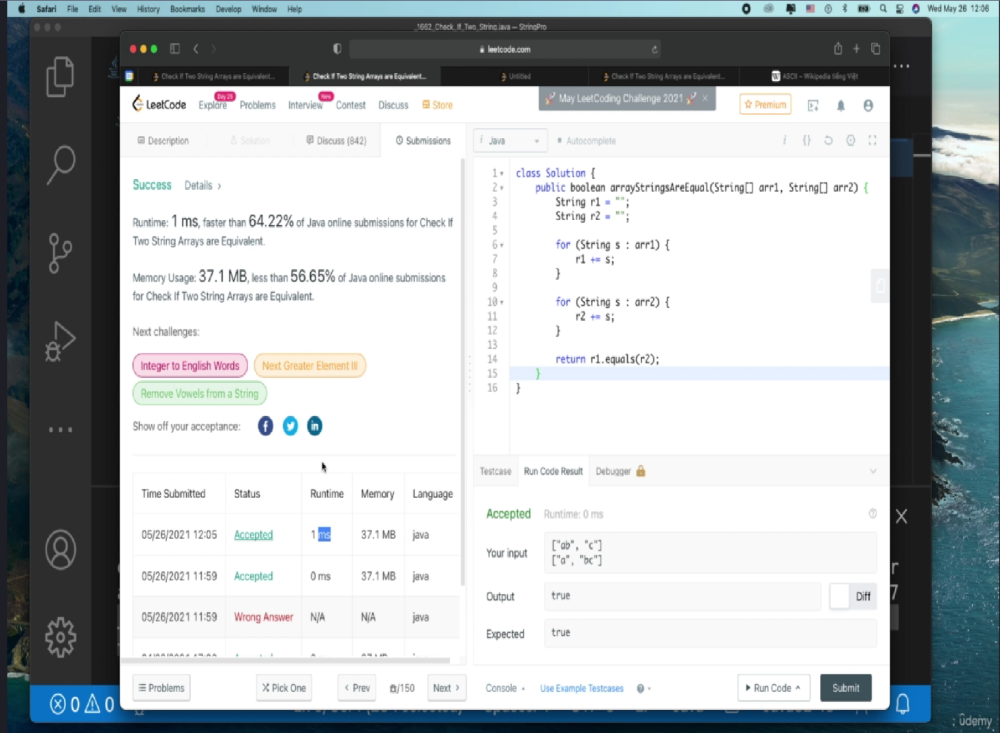 Safari File Edit View History Bookmarks Develop Window Help
Wed May 26 12:06
_1662_Check_If_Two_String.java — StringPro
leetcode.com
Check If Two String Arrays are Equivalent...
Check If Two String Arrays are Equivalent...
Untitled
Check If Two String Arrays are Equivalent...
W ASCII – Wikipedia tiếng Việt
LeetCode
Explore
Day 25
Problems
Interview
New
Contest
Discuss
Store
May LeetCoding Challenge 2021 ×
Premium
Description
Solution
Discuss (842)
Submissions
i Java
Autocomplete
Success Details ›
Runtime: 1 ms, faster than 64.22% of Java online submissions for Check If
Two String Arrays are Equivalent.
Memory Usage: 37.1 MB, less than 56.65% of Java online submissions
for Check If Two String Arrays are Equivalent.
Next challenges:
Integer to English Words
Next Greater Element III
Remove Vowels from a String
Show off your acceptance:
Time Submitted Status Runtime Memory Language
05/26/2021 12:05 Accepted 1 ms 37.1 MB java
05/26/2021 11:59 Accepted 0 ms 37.1 MB java
05/26/2021 11:59 Wrong Answer N/A N/A java
1 class Solution {
2 public boolean arrayStringsAreEqual(String[] arr1, String[] arr2) {
3 String r1 = "";
4 String r2 = "";
5
6 for (String s : arr1) {
7 r1 += s;
8 }
9
10 for (String s : arr2) {
11 r2 += s;
12 }
13
14 return r1.equals(r2);
15 }
16 }
Testcase
Run Code Result
Debugger
Accepted Runtime: 0 ms
Your input
["ab", "c"]
["a", "bc"]
Output
true
Diff
Expected
true
Problems
Pick One
‹ Prev
/150
Next ›
Console
Use Example Testcases
Run Code
Submit
0 0
r
7
ûdemy